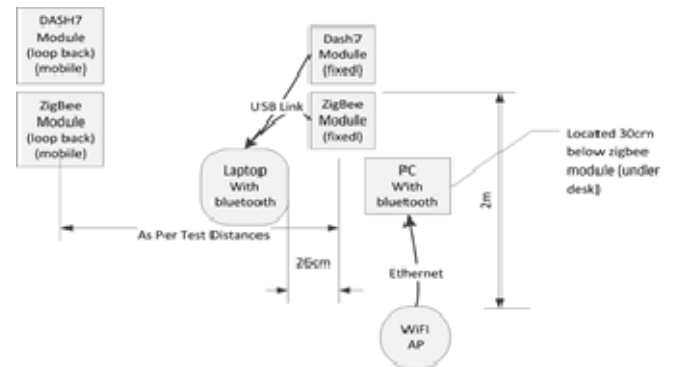 DASH7
Module
(loop back)
(mobile)
Dash7
Module
(fixed)
ZigBee
Module
(loop back)
(mobile)
USB Link
ZigBee
Module
(fixed)
Laptop
With
bluetooth
PC
With
bluetooth
Located 30cm
below zigbee
module (under
desk)
2m
As Per Test Distances
26cm
Ethernet
WiFi
AP